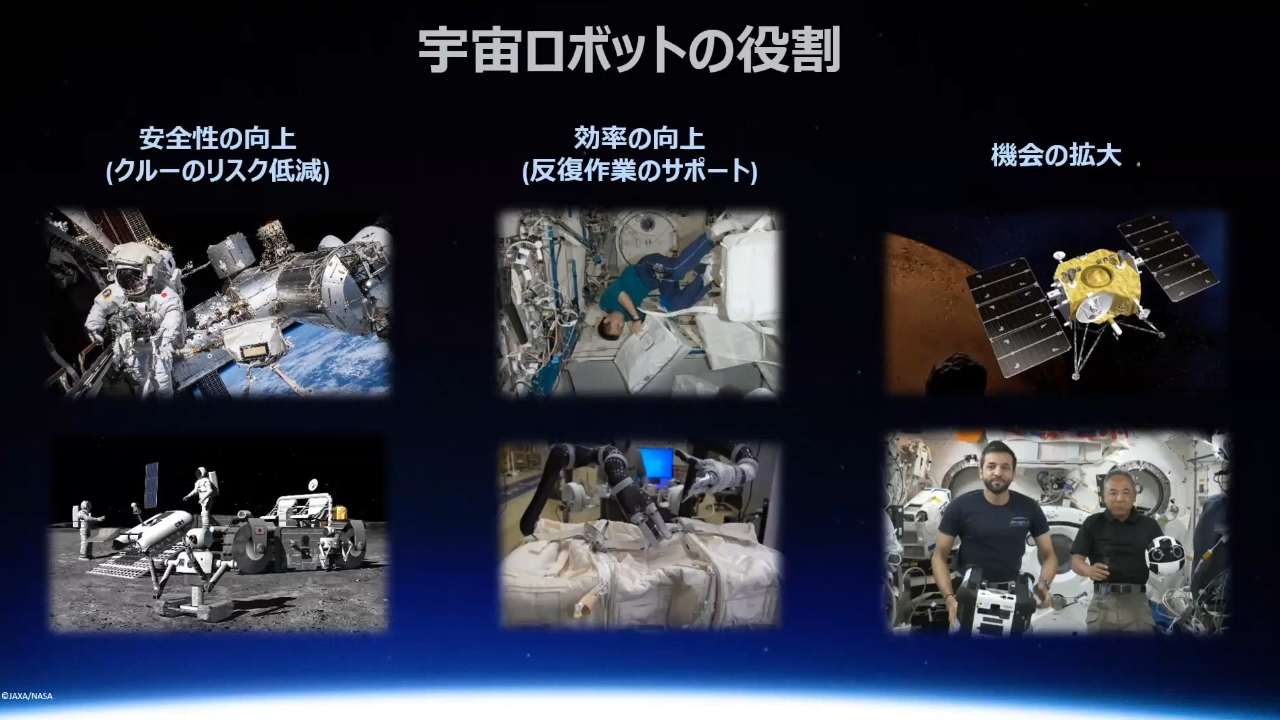 宇宙ロボットの役割
安全性の向上
(クルーのリスク低減)
効率の向上
(反復作業のサポート)
機会の拡大
©JAXA/NASA